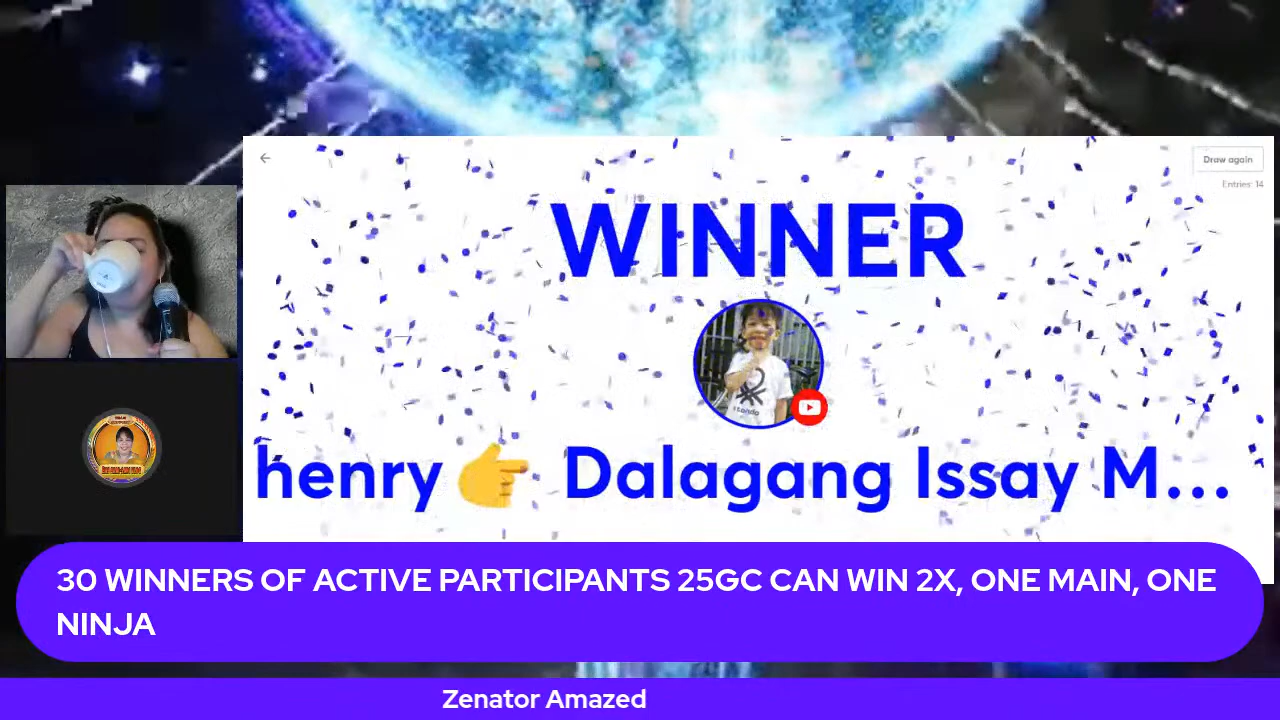 Draw again
Entries: 14
WINNER
henry👉 Dalagang Issay M...
30 WINNERS OF ACTIVE PARTICIPANTS 25GC CAN WIN 2X, ONE MAIN, ONE
NINJA
Zenator Amazed